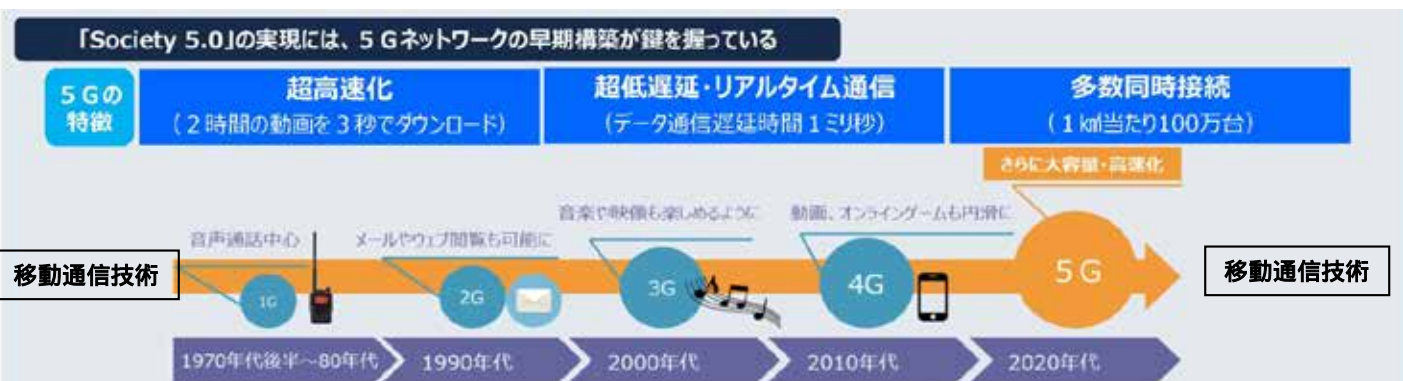 「Society 5.0」の実現には、5Gネットワークの早期構築が鍵を握っている
5Gの
特徴
超高速化
(2時間の動画を3秒でダウンロード)
超低遅延・リアルタイム通信
(データ通信遅延時間1ミリ秒)
多数同時接続
(1㎢当たり100万台)
さらに大容量・高速化
音楽や映像も楽しめるように
動画、オンラインゲームも円滑に
音声通話中心
メールやウェブ閲覧も可能に
移動通信技術
1G
2G
3G
4G
5G
移動通信技術
1970年代後半~80年代
1990年代
2000年代
2010年代
2020年代